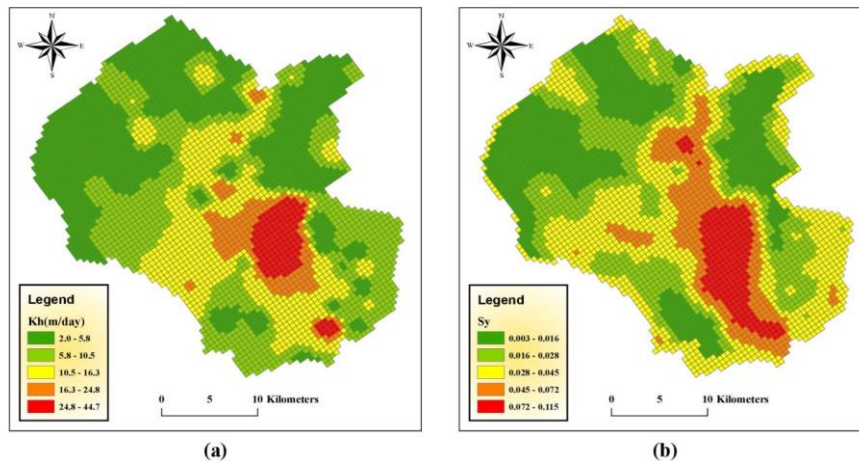 N
W E
S
Legend
Kh(m/day)
2.0 - 5.8
5.8 - 10.5
10.5 - 16.3
16.3 - 24.8
24.8 - 44.7
0 5 10 Kilometers
(a)
N
W E
S
Legend
Sy
0,003 - 0,016
0,016 - 0,028
0,028 - 0,045
0,045 - 0,072
0,072 - 0,115
0 5 10 Kilometers
(b)